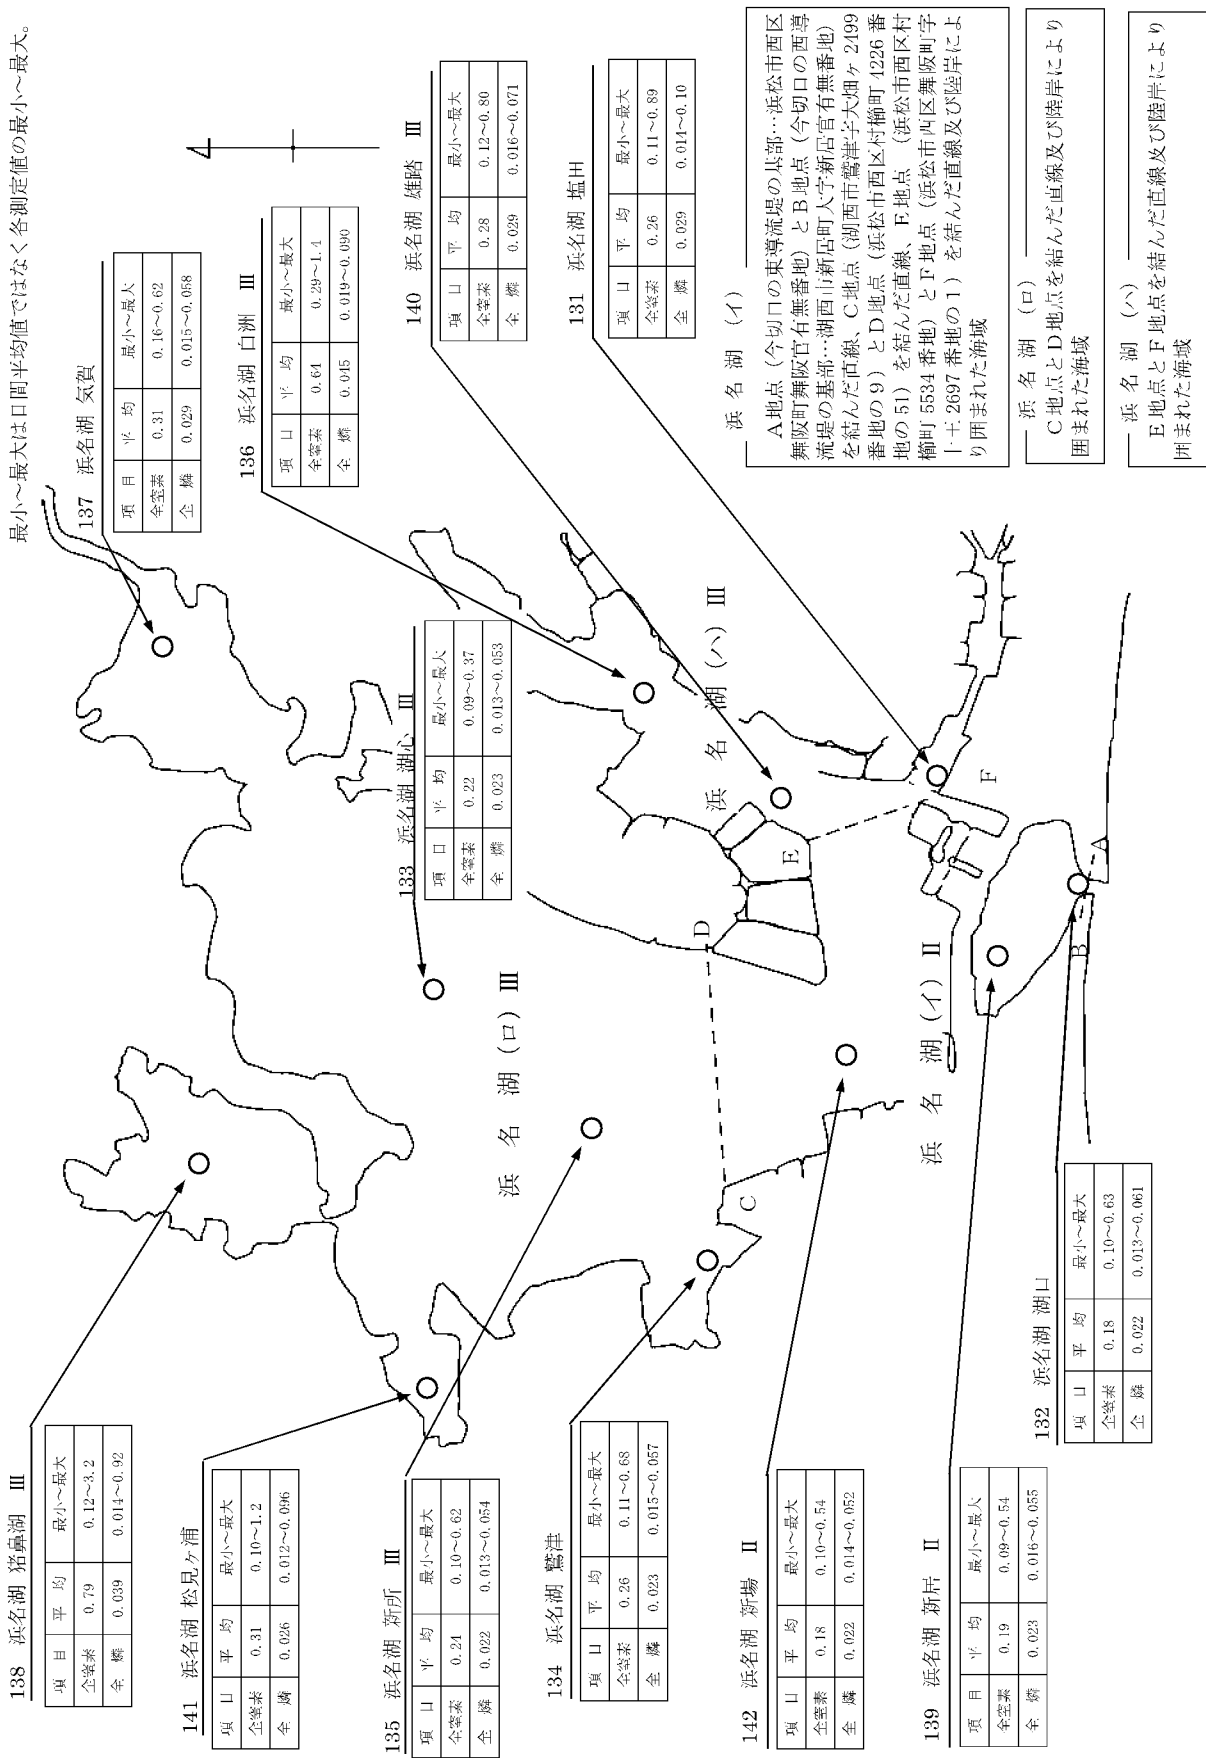 最小~最大は日間平均値ではなく各測定値の最小~最大。
138 浜名湖 猪鼻湖 Ⅲ
項目 平均 最小~最大
全窒素 0.79 0.12~3.2
全燐 0.039 0.014~0.92
141 浜名湖 松見ヶ浦
項目 平均 最小~最大
全窒素 0.31 0.10~1.2
全燐 0.026 0.012~0.096
135 浜名湖 新所 Ⅲ
項目 平均 最小~最大
全窒素 0.24 0.10~0.62
全燐 0.022 0.013~0.054
134 浜名湖 鷲津
項目 平均 最小~最大
全窒素 0.26 0.11~0.68
全燐 0.023 0.015~0.057
142 浜名湖 新場 Ⅱ
項目 平均 最小~最大
全窒素 0.18 0.10~0.54
全燐 0.022 0.014~0.052
139 浜名湖 新居 Ⅱ
項目 平均 最小~最大
全窒素 0.19 0.09~0.54
全燐 0.023 0.016~0.055
132 浜名湖 湖口
項目 平均 最小~最大
全窒素 0.18 0.10~0.63
全燐 0.022 0.013~0.061
133 浜名湖 湖心 Ⅲ
項目 平均 最小~最大
全窒素 0.22 0.09~0.37
全燐 0.023 0.013~0.053
137 浜名湖 気賀
項目 平均 最小~最大
全窒素 0.31 0.16~0.62
全燐 0.029 0.015~0.058
136 浜名湖 白洲 Ⅲ
項目 平均 最小~最大
全窒素 0.64 0.29~1.4
全燐 0.045 0.019~0.090
140 浜名湖 雄踏 Ⅲ
項目 平均 最小~最大
全窒素 0.28 0.12~0.80
全燐 0.029 0.016~0.071
131 浜名湖 塩田
項目 平均 最小~最大
全窒素 0.26 0.11~0.89
全燐 0.029 0.014~0.10
浜名湖(ロ)Ⅲ
浜名湖(ハ)Ⅲ
浜名湖(イ)Ⅱ
C
D
E
F
B
A
浜名湖(イ)
A地点(今切口の東導流堤の基部…浜松市西区
舞阪町舞阪官有無番地)とB地点(今切口の西導
流堤の基部…湖西市新居町大字新居官有無番地)
を結んだ直線、C地点(湖西市鷲津字大畑ヶ2499
番地の9)とD地点(浜松市西区村櫛町4226番
地の51)を結んだ直線、E地点(浜松市西区村
櫛町5534番地)とF地点(浜松市西区舞阪町字
十王2697番地の1)を結んだ直線及び陸岸によ
り囲まれた海域
浜名湖(ロ)
C地点とD地点を結んだ直線及び陸岸により
囲まれた海域
浜名湖(ハ)
E地点とF地点を結んだ直線及び陸岸により
囲まれた海域